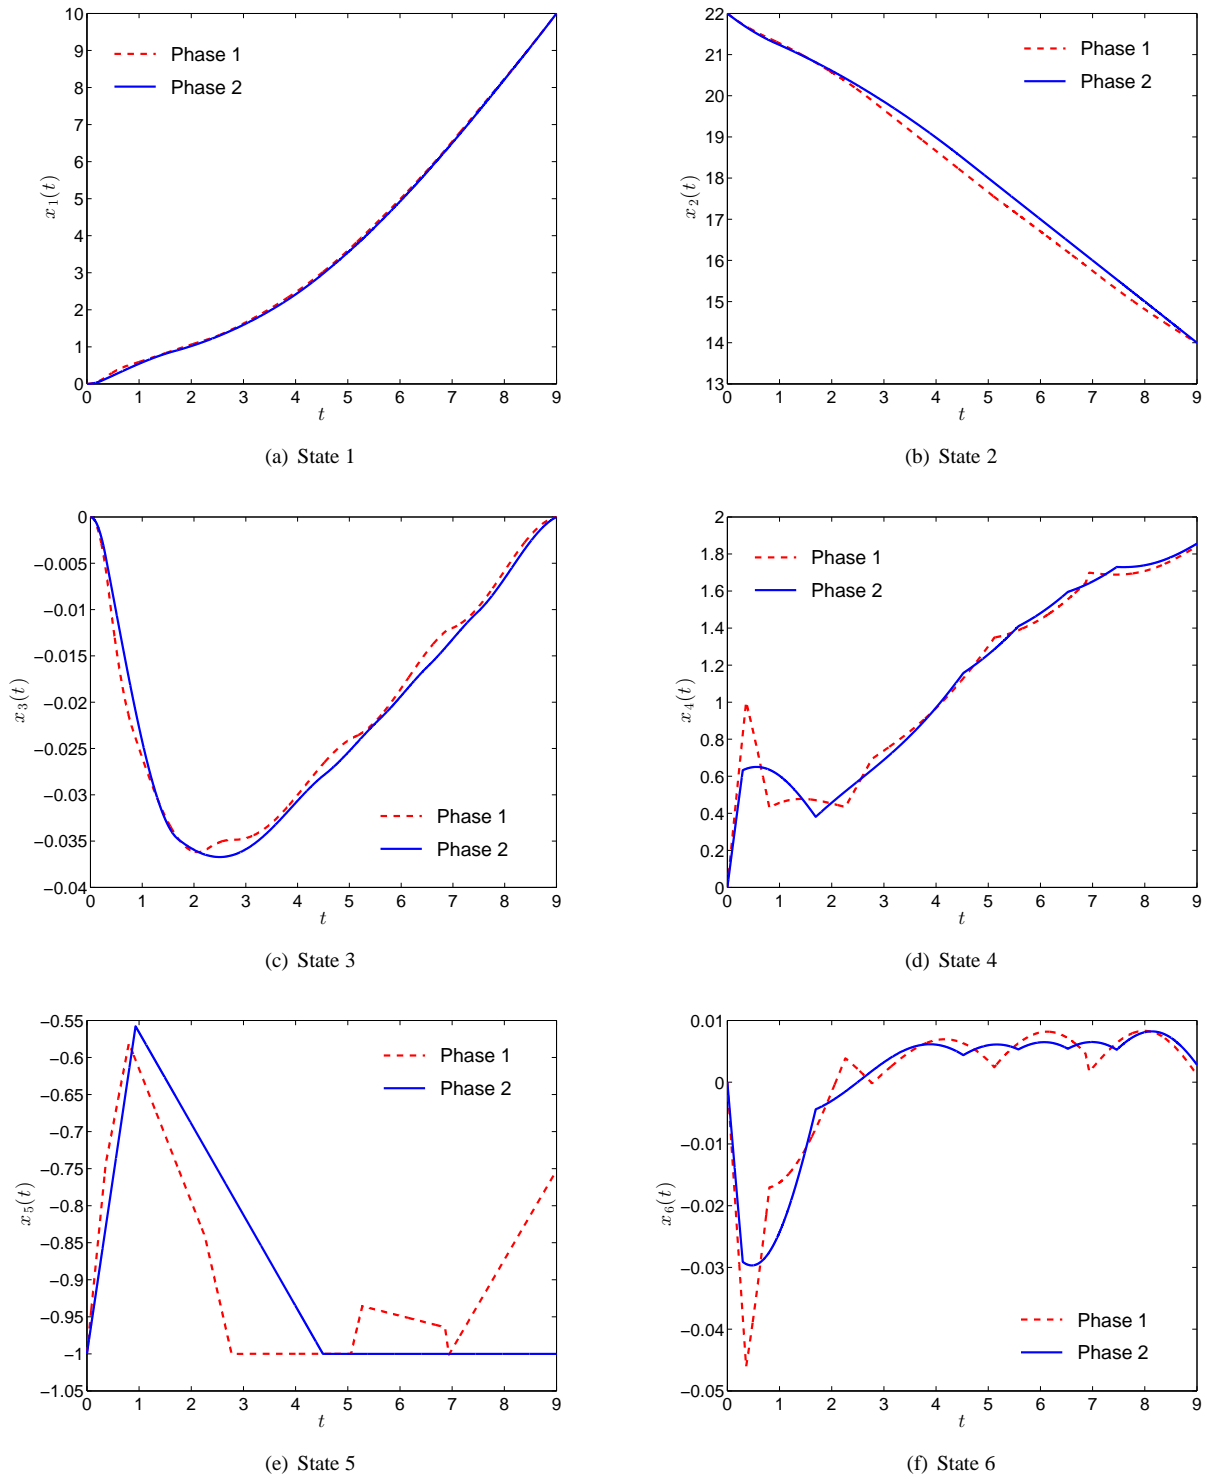 10
9
8
7
6
5
4
3
2
1
0
0 1 2 3 4 5 6 7 8 9
x1(t)
t
Phase 1
Phase 2
(a) State 1
22
21
20
19
18
17
16
15
14
13
0 1 2 3 4 5 6 7 8 9
x2(t)
t
Phase 1
Phase 2
(b) State 2
0
−0.005
−0.01
−0.015
−0.02
−0.025
−0.03
−0.035
−0.04
0 1 2 3 4 5 6 7 8 9
x3(t)
t
Phase 1
Phase 2
(c) State 3
2
1.8
1.6
1.4
1.2
1
0.8
0.6
0.4
0.2
0
0 1 2 3 4 5 6 7 8 9
x4(t)
t
Phase 1
Phase 2
(d) State 4
−0.55
−0.6
−0.65
−0.7
−0.75
−0.8
−0.85
−0.9
−0.95
−1
−1.05
0 1 2 3 4 5 6 7 8 9
x5(t)
t
Phase 1
Phase 2
(e) State 5
0.01
0
−0.01
−0.02
−0.03
−0.04
−0.05
0 1 2 3 4 5 6 7 8 9
x6(t)
t
Phase 1
Phase 2
(f) State 6